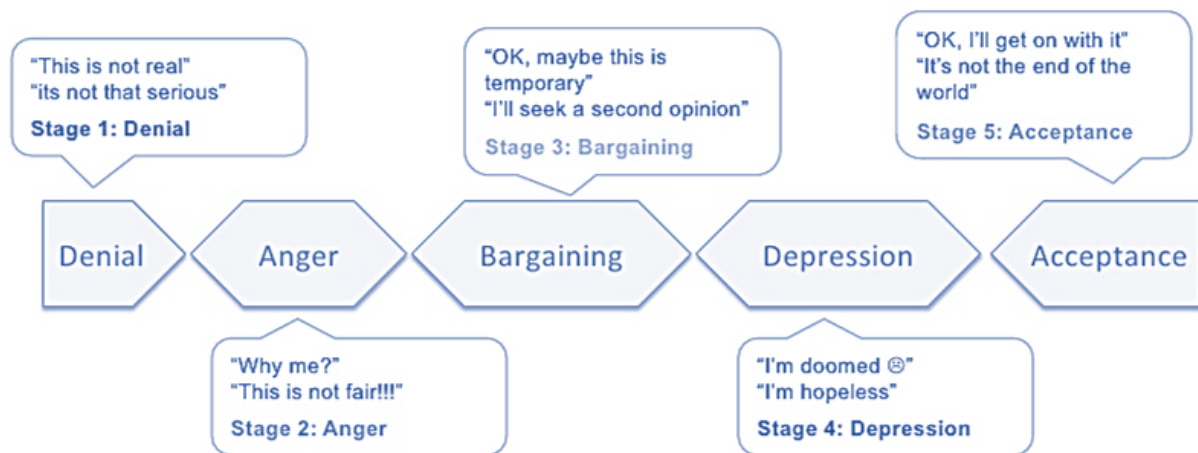 “This is not real”
“its not that serious”
Stage 1: Denial
“OK, maybe this is
temporary”
“I’ll seek a second opinion”
Stage 3: Bargaining
“OK, I’ll get on with it”
“It’s not the end of the
world”
Stage 5: Acceptance
Denial
Anger
Bargaining
Depression
Acceptance
“Why me?”
“This is not fair!!!”
Stage 2: Anger
“I’m doomed ☹”
“I’m hopeless”
Stage 4: Depression